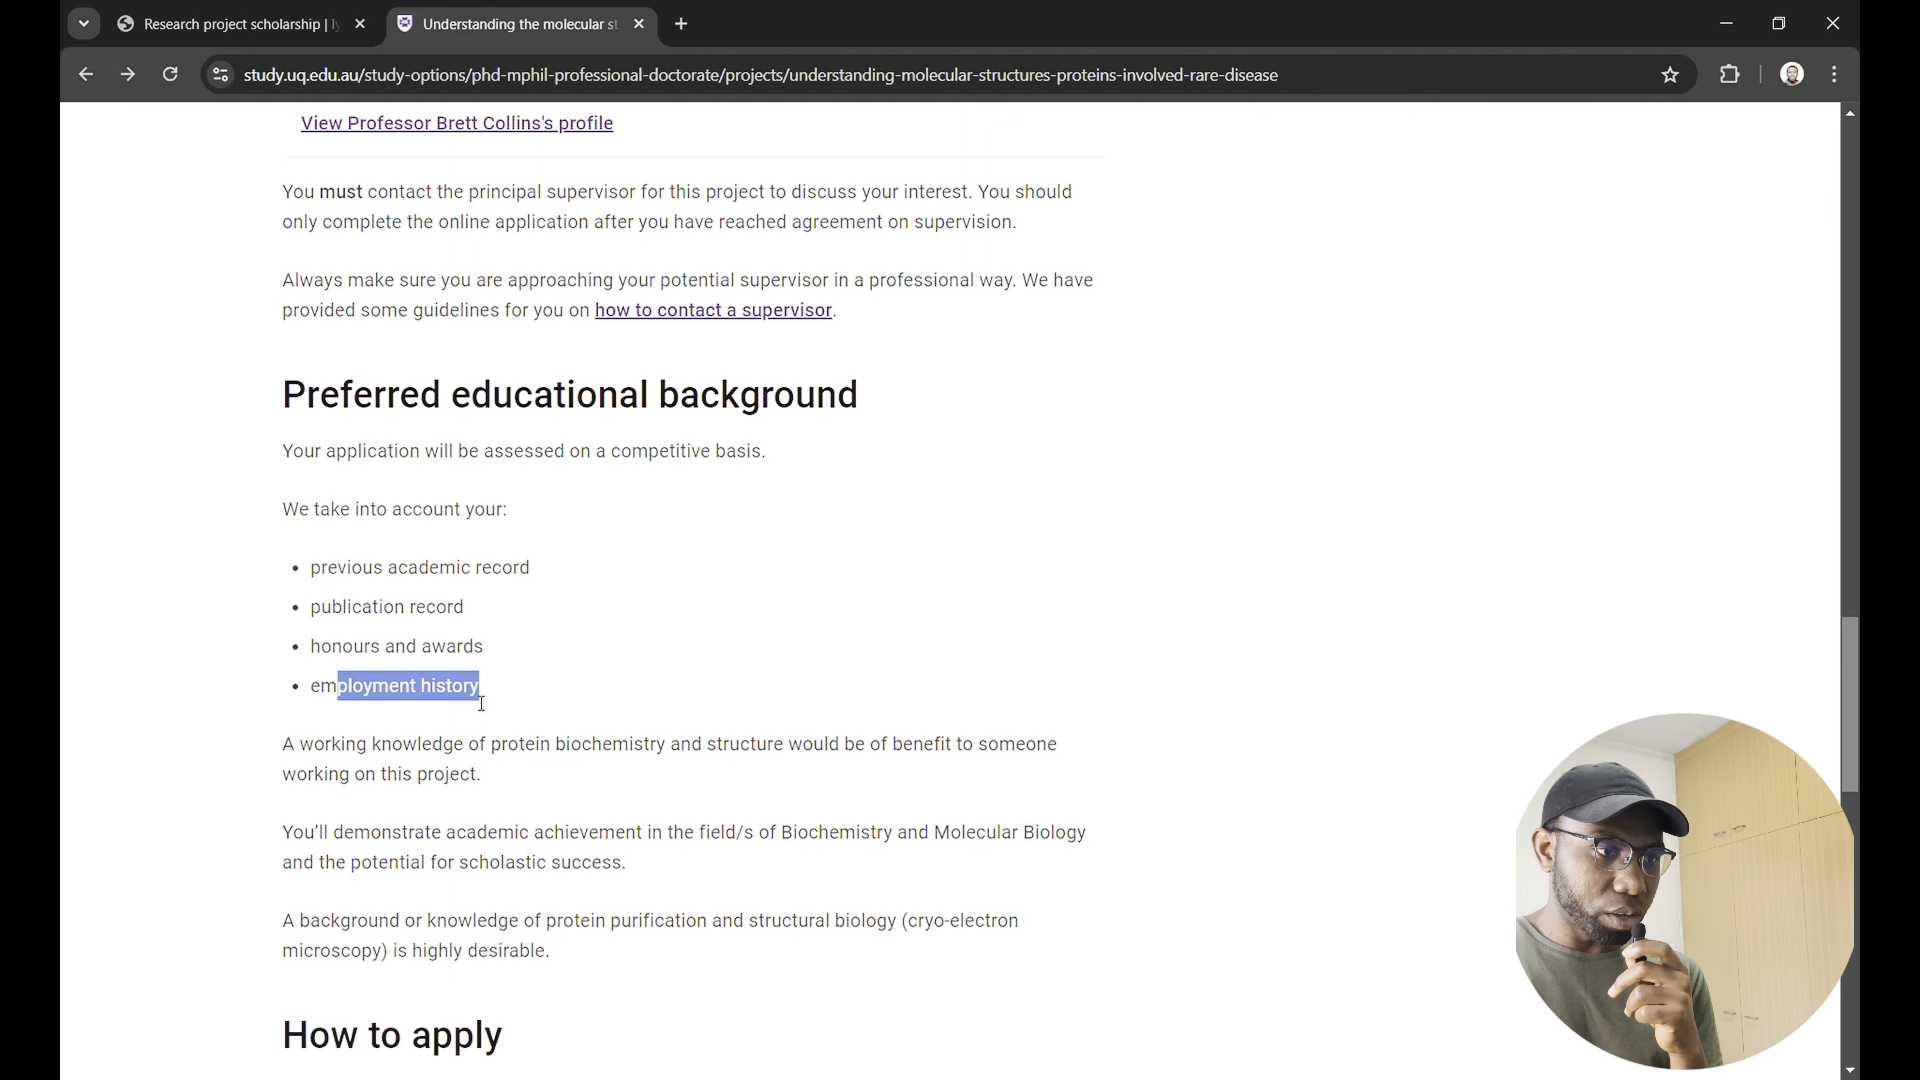 Research project scholarship | ly
Understanding the molecular st
study.uq.edu.au/study-options/phd-mphil-professional-doctorate/projects/understanding-molecular-structures-proteins-involved-rare-disease
View Professor Brett Collins's profile
You must contact the principal supervisor for this project to discuss your interest. You should
only complete the online application after you have reached agreement on supervision.
Always make sure you are approaching your potential supervisor in a professional way. We have
provided some guidelines for you on how to contact a supervisor.
Preferred educational background
Your application will be assessed on a competitive basis.
We take into account your:
• previous academic record
• publication record
• honours and awards
• employment history
A working knowledge of protein biochemistry and structure would be of benefit to someone
working on this project.
You’ll demonstrate academic achievement in the field/s of Biochemistry and Molecular Biology
and the potential for scholastic success.
A background or knowledge of protein purification and structural biology (cryo-electron
microscopy) is highly desirable.
How to apply